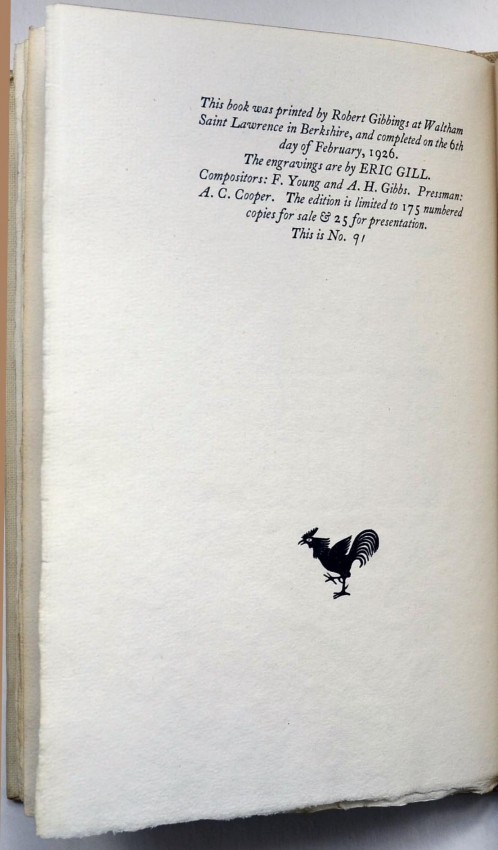 This book was printed by Robert Gibbings at Waltham
Saint Lawrence in Berkshire, and completed on the 6th
day of February, 1926.
The engravings are by ERIC GILL.
Compositors: F. Young and A. H. Gibbs. Pressman:
A. C. Cooper. The edition is limited to 175 numbered
copies for sale & 25 for presentation.
This is No. 91